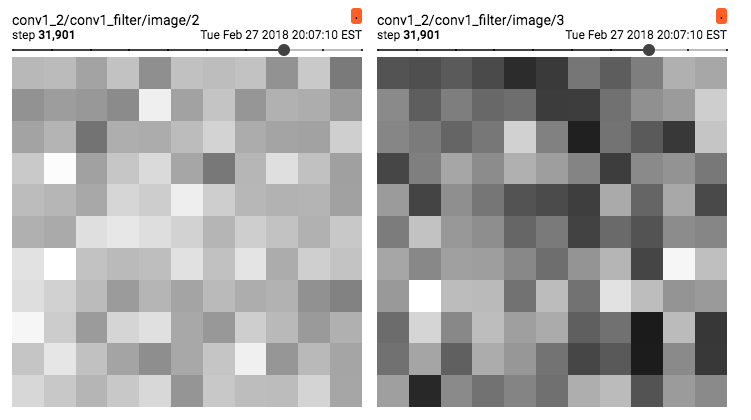 conv1_2/conv1_filter/image/2
step 31,901 Tue Feb 27 2018 20:07:10 EST
conv1_2/conv1_filter/image/3
step 31,901 Tue Feb 27 2018 20:07:10 EST